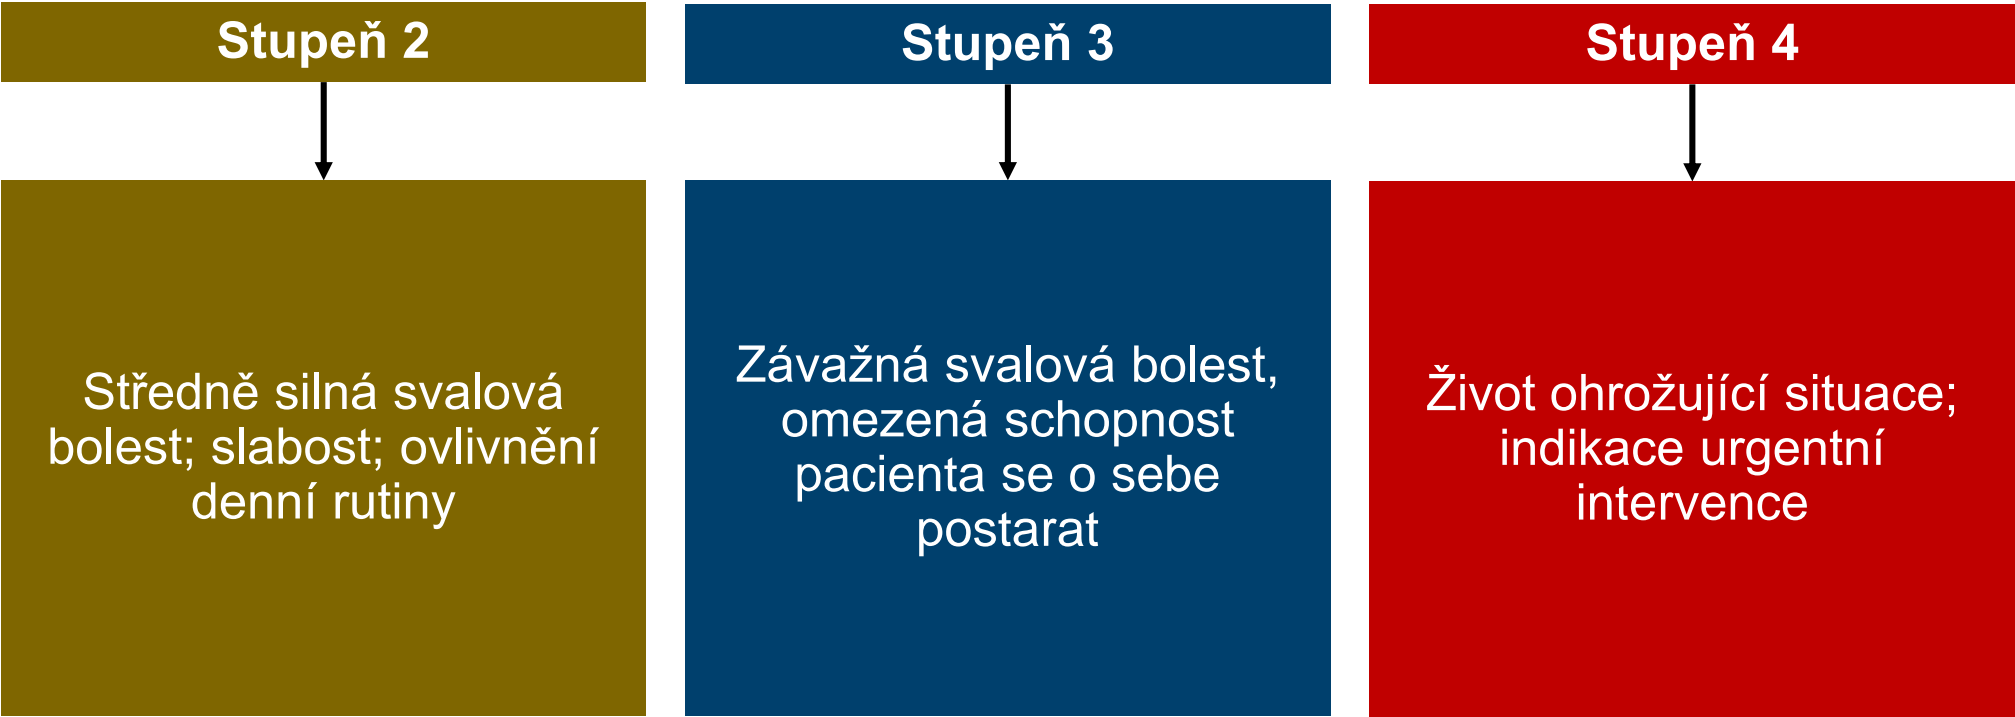 Stupeň 2
Stupeň 3
Stupeň 4
Středně silná svalová
bolest; slabost; ovlivnění
denní rutiny
Závažná svalová bolest,
omezená schopnost
pacienta se o sebe
postarat
Život ohrožující situace;
indikace urgentní
intervence